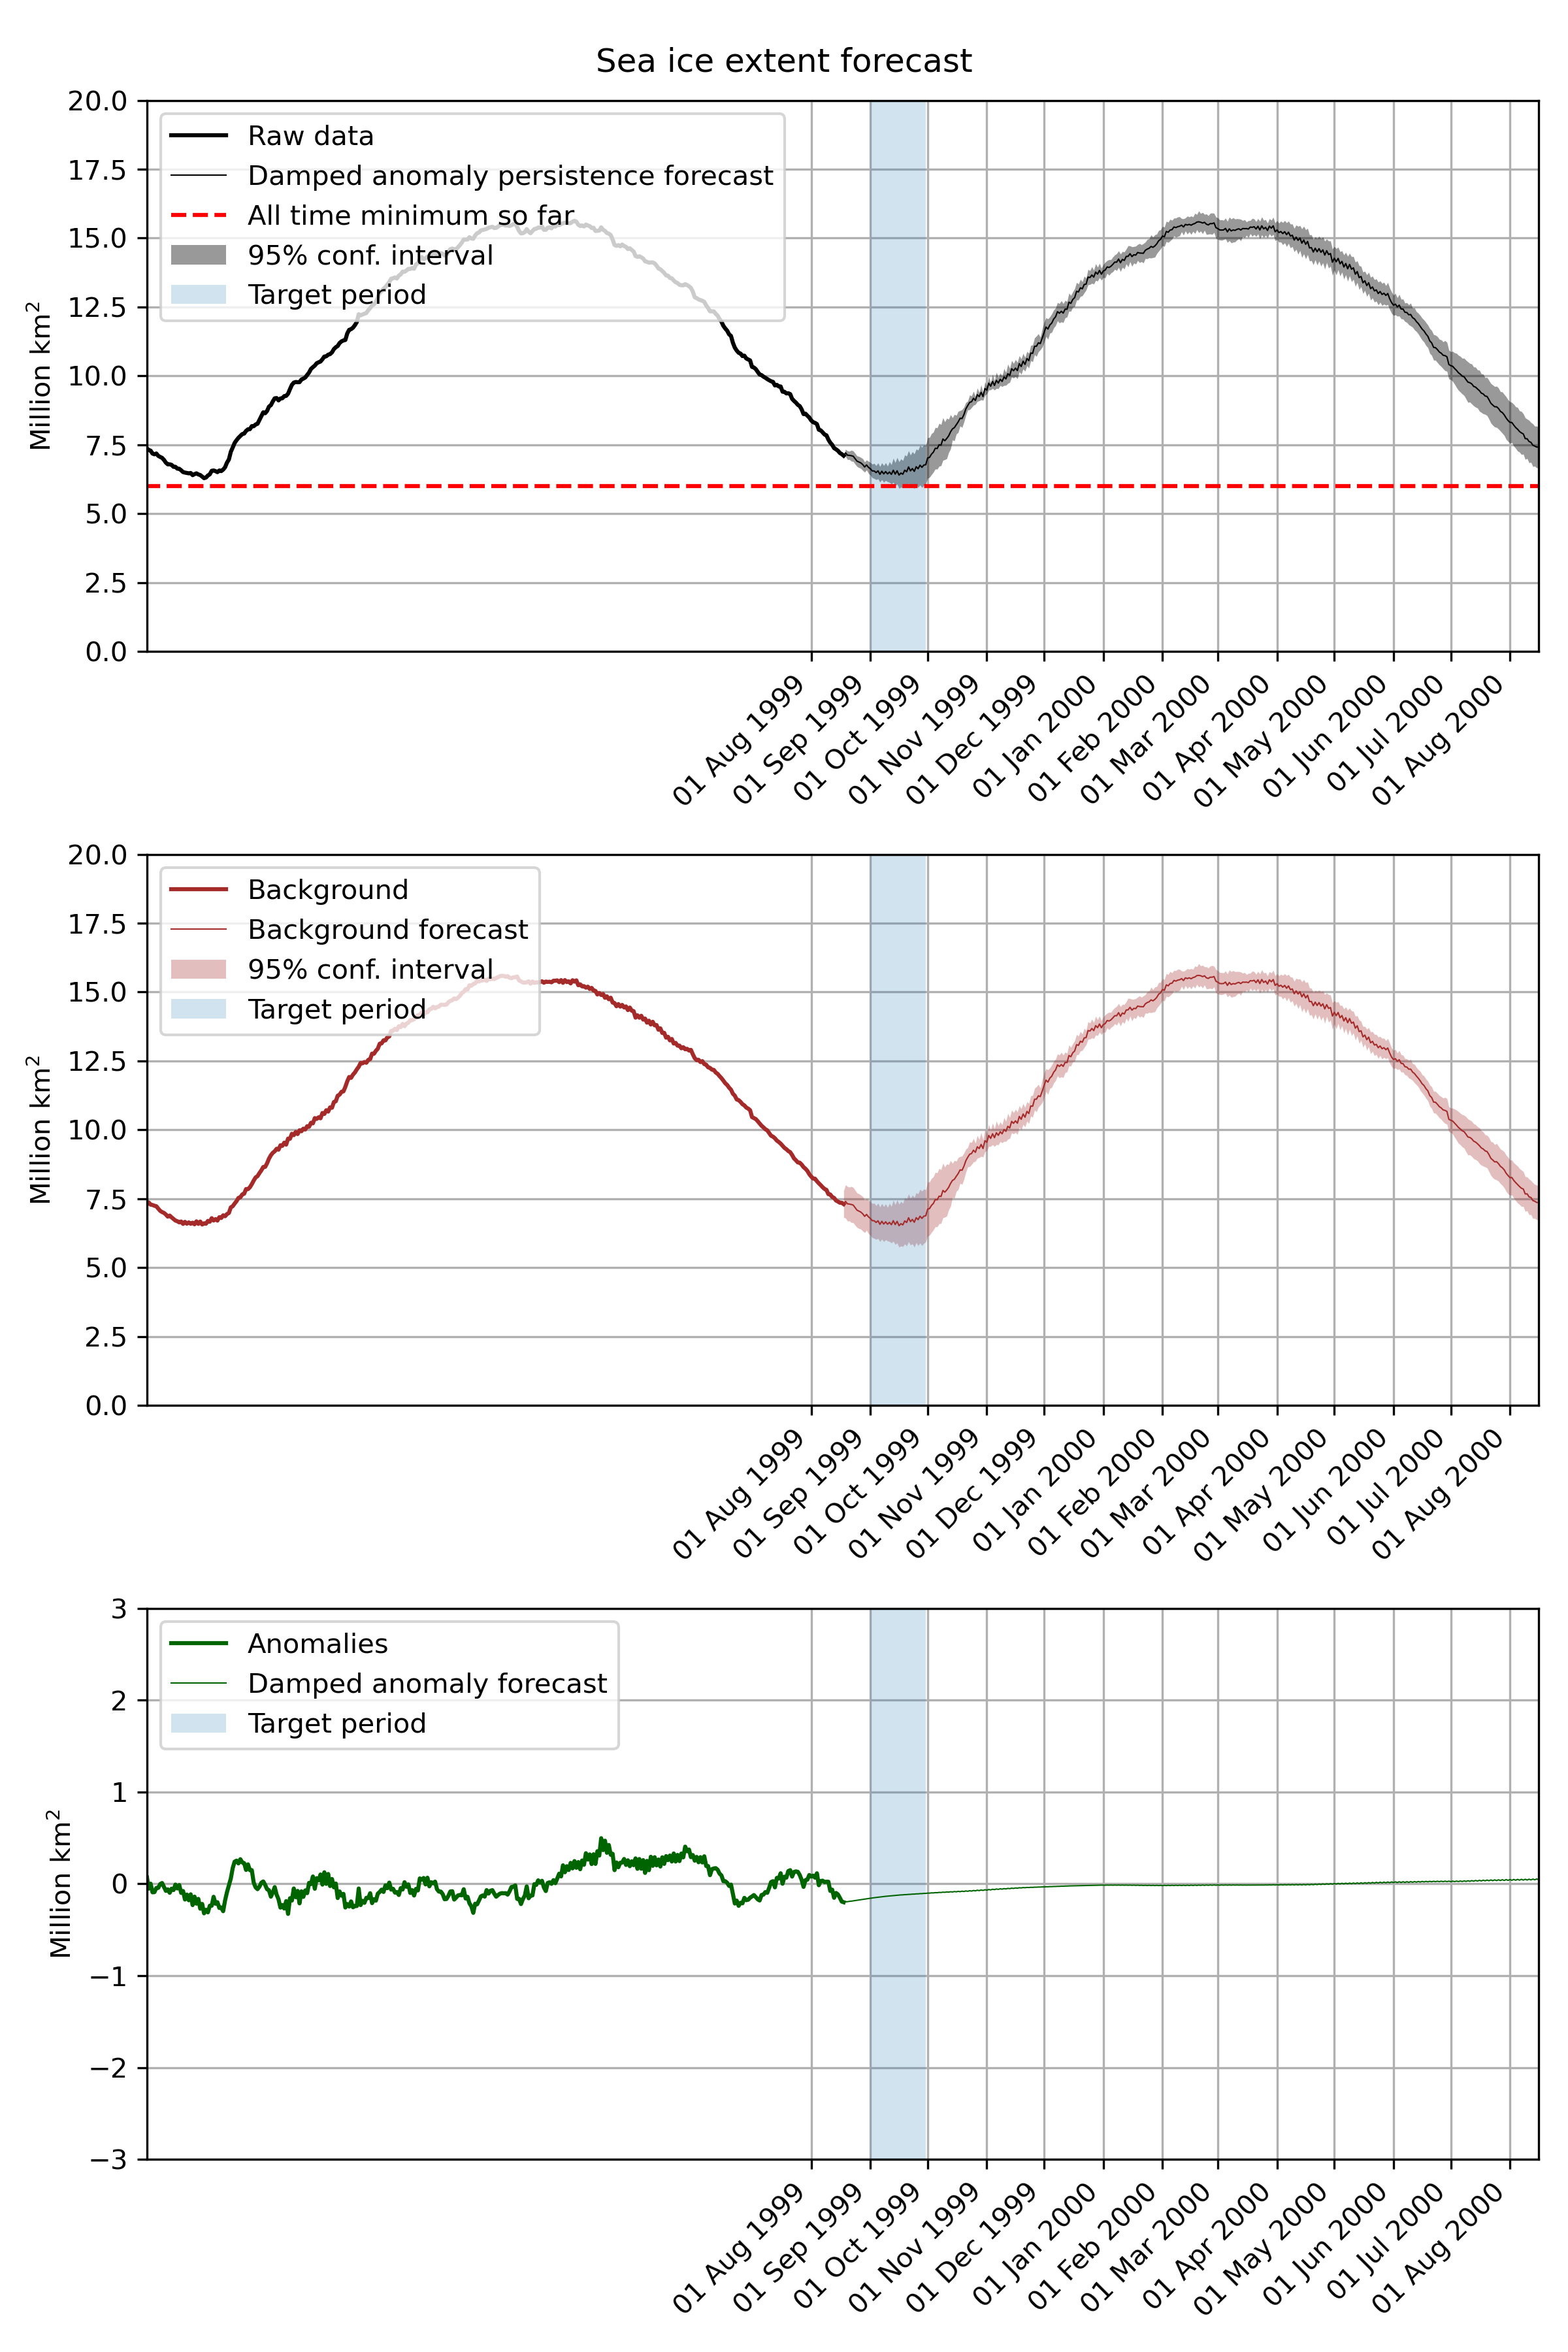 Sea ice extent forecast
20.0
17.5
15.0
12.5
10.0
7.5
5.0
2.5
0.0
Million km²
Raw data
Damped anomaly persistence forecast
All time minimum so far
95% conf. interval
Target period
01 Aug 1999
01 Sep 1999
01 Oct 1999
01 Nov 1999
01 Dec 1999
01 Jan 2000
01 Feb 2000
01 Mar 2000
01 Apr 2000
01 May 2000
01 Jun 2000
01 Jul 2000
01 Aug 2000
20.0
17.5
15.0
12.5
10.0
7.5
5.0
2.5
0.0
Million km²
Background
Background forecast
95% conf. interval
Target period
01 Aug 1999
01 Sep 1999
01 Oct 1999
01 Nov 1999
01 Dec 1999
01 Jan 2000
01 Feb 2000
01 Mar 2000
01 Apr 2000
01 May 2000
01 Jun 2000
01 Jul 2000
01 Aug 2000
3
2
1
0
−1
−2
−3
Million km²
Anomalies
Damped anomaly forecast
Target period
01 Aug 1999
01 Sep 1999
01 Oct 1999
01 Nov 1999
01 Dec 1999
01 Jan 2000
01 Feb 2000
01 Mar 2000
01 Apr 2000
01 May 2000
01 Jun 2000
01 Jul 2000
01 Aug 2000